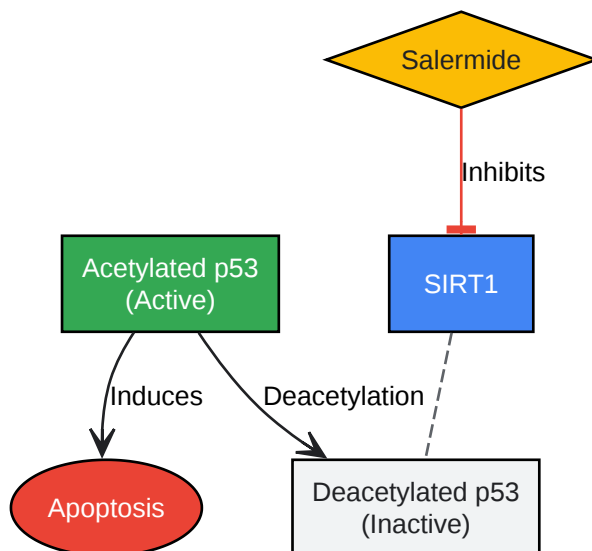 Salermide
Inhibits
Acetylated p53
(Active)
SIRT1
Induces
Deacetylation
Apoptosis
Deacetylated p53
(Inactive)